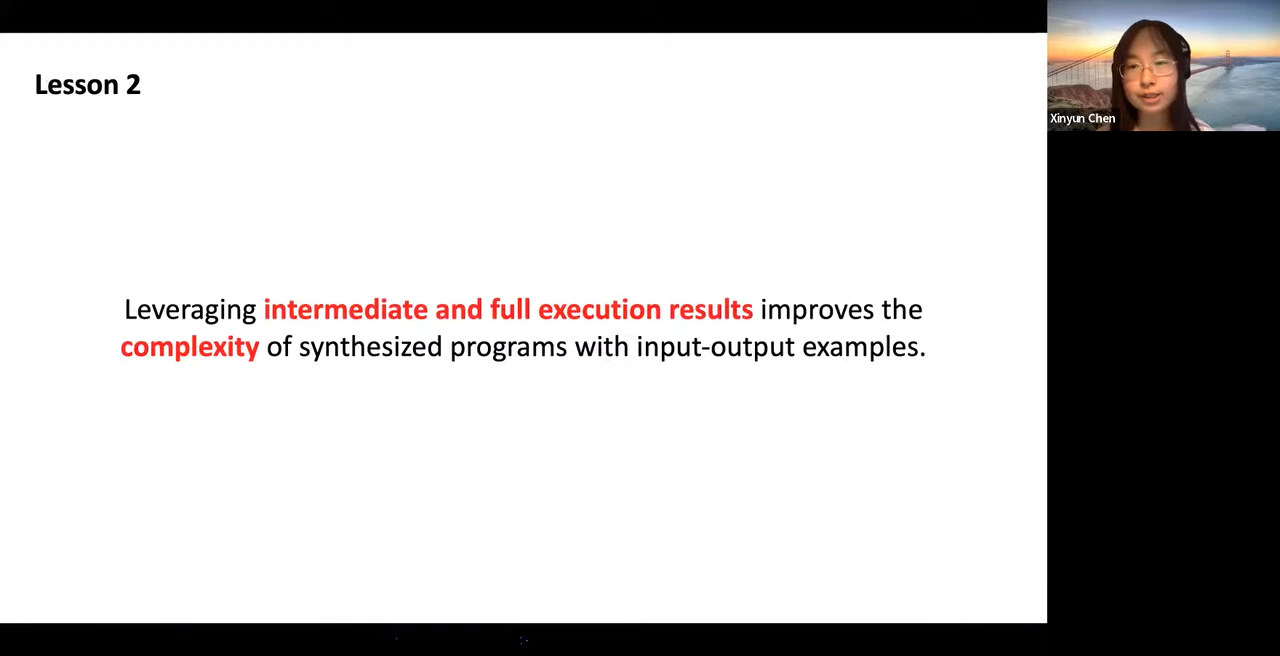 Lesson 2
Xinyun Chen
Leveraging intermediate and full execution results improves the
complexity of synthesized programs with input-output examples.